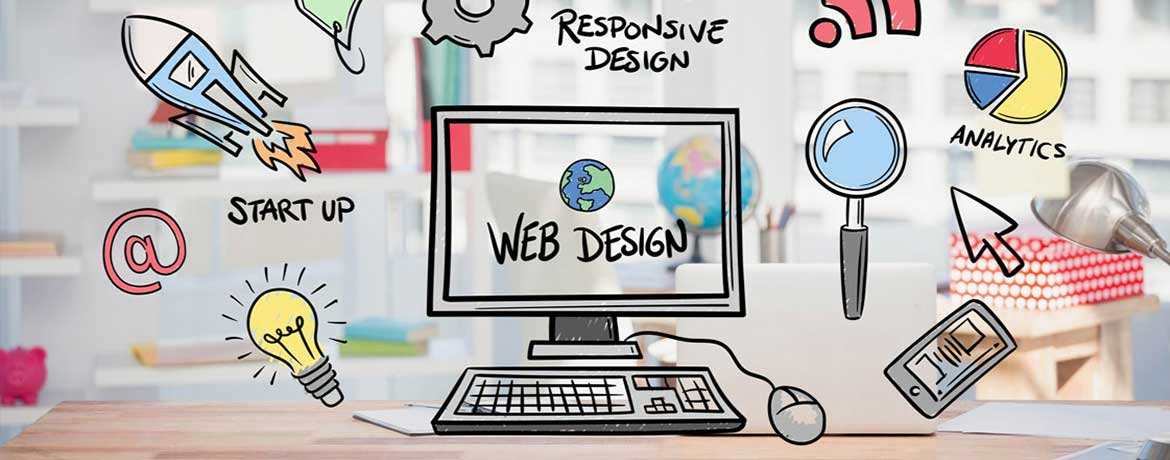 RESPONSIVE
DESIGN
ANALYTICS
START UP
@
WEB DESIGN